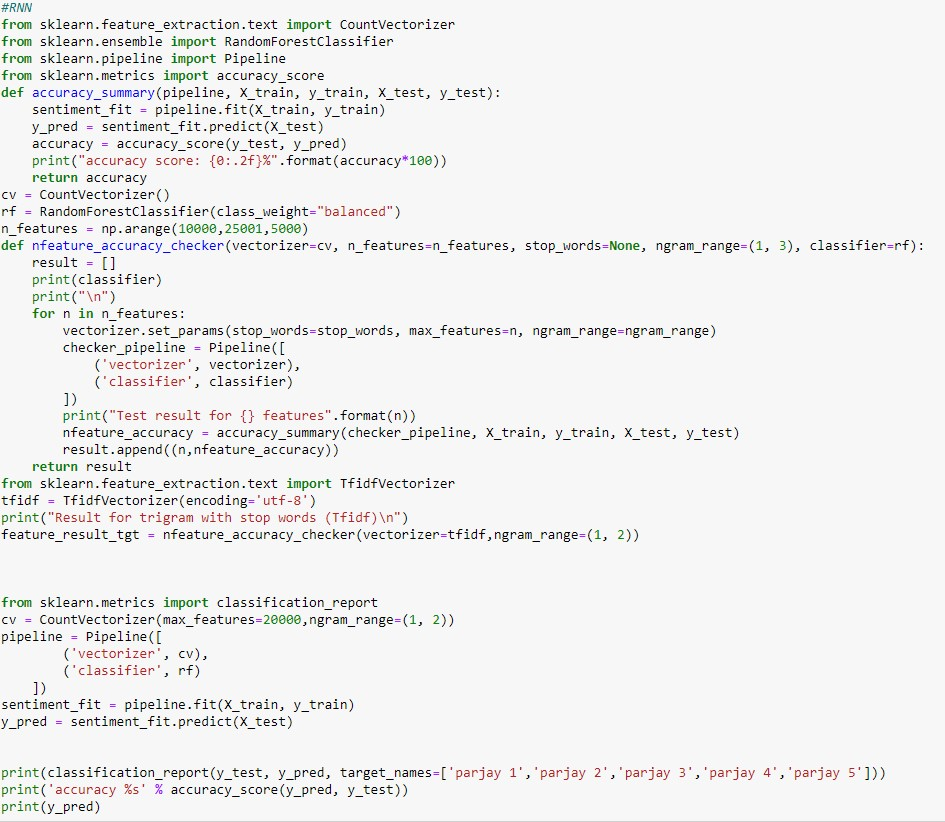 #RNN
from sklearn.feature_extraction.text import CountVectorizer
from sklearn.ensemble import RandomForestClassifier
from sklearn.pipeline import Pipeline
from sklearn.metrics import accuracy_score
def accuracy_summary(pipeline, X_train, y_train, X_test, y_test):
    sentiment_fit = pipeline.fit(X_train, y_train)
    y_pred = sentiment_fit.predict(X_test)
    accuracy = accuracy_score(y_test, y_pred)
    print("accuracy score: {0:.2f}%".format(accuracy*100))
    return accuracy
cv = CountVectorizer()
rf = RandomForestClassifier(class_weight="balanced")
n_features = np.arange(10000,25001,5000)
def nfeature_accuracy_checker(vectorizer=cv, n_features=n_features, stop_words=None, ngram_range=(1, 3), classifier=rf):
    result = []
    print(classifier)
    print("\n")
    for n in n_features:
        vectorizer.set_params(stop_words=stop_words, max_features=n, ngram_range=ngram_range)
        checker_pipeline = Pipeline([
            ('vectorizer', vectorizer),
            ('classifier', classifier)
        ])
        print("Test result for {} features".format(n))
        nfeature_accuracy = accuracy_summary(checker_pipeline, X_train, y_train, X_test, y_test)
        result.append((n,nfeature_accuracy))
    return result
from sklearn.feature_extraction.text import TfidfVectorizer
tfidf = TfidfVectorizer(encoding='utf-8')
print("Result for trigram with stop words (Tfidf)\n")
feature_result_tgt = nfeature_accuracy_checker(vectorizer=tfidf,ngram_range=(1, 2))
from sklearn.metrics import classification_report
cv = CountVectorizer(max_features=20000,ngram_range=(1, 2))
pipeline = Pipeline([
        ('vectorizer', cv),
        ('classifier', rf)
    ])
sentiment_fit = pipeline.fit(X_train, y_train)
y_pred = sentiment_fit.predict(X_test)
print(classification_report(y_test, y_pred, target_names=['parjay 1','parjay 2','parjay 3','parjay 4','parjay 5']))
print('accuracy %s' % accuracy_score(y_pred, y_test))
print(y_pred)